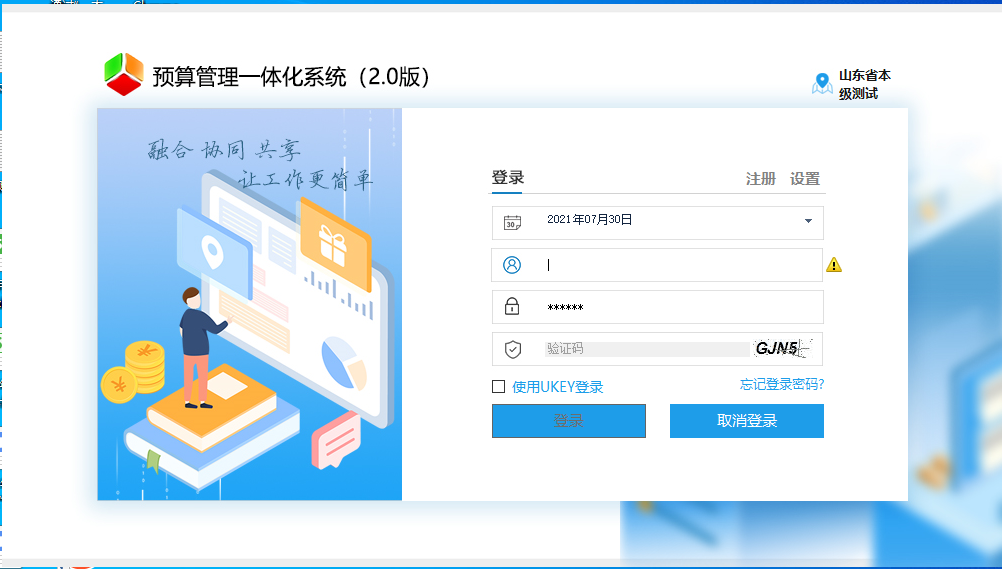 预算管理一体化系统（2.0版）
山东省本
级测试
融合 协同 共享
让工作更简单
登录
注册 设置
30
2021年07月30日
******
验证码
GJN5
使用UKEY登录
忘记登录密码?
登录
取消登录